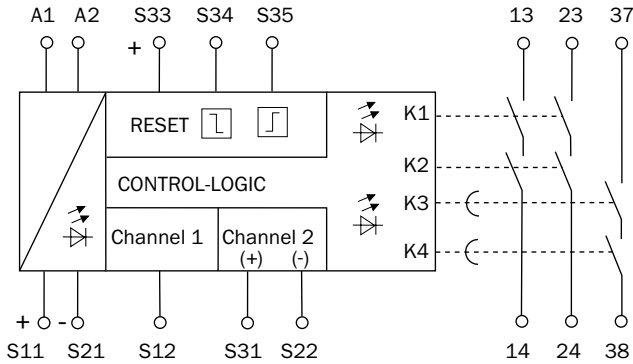 A1 A2 S33 S34 S35 13 23 37
+
K1
RESET
K2
CONTROL-LOGIC
K3
Channel 1 Channel 2
(+) (-)
K4
+ -
S11 S21 S12 S31 S22 14 24 38